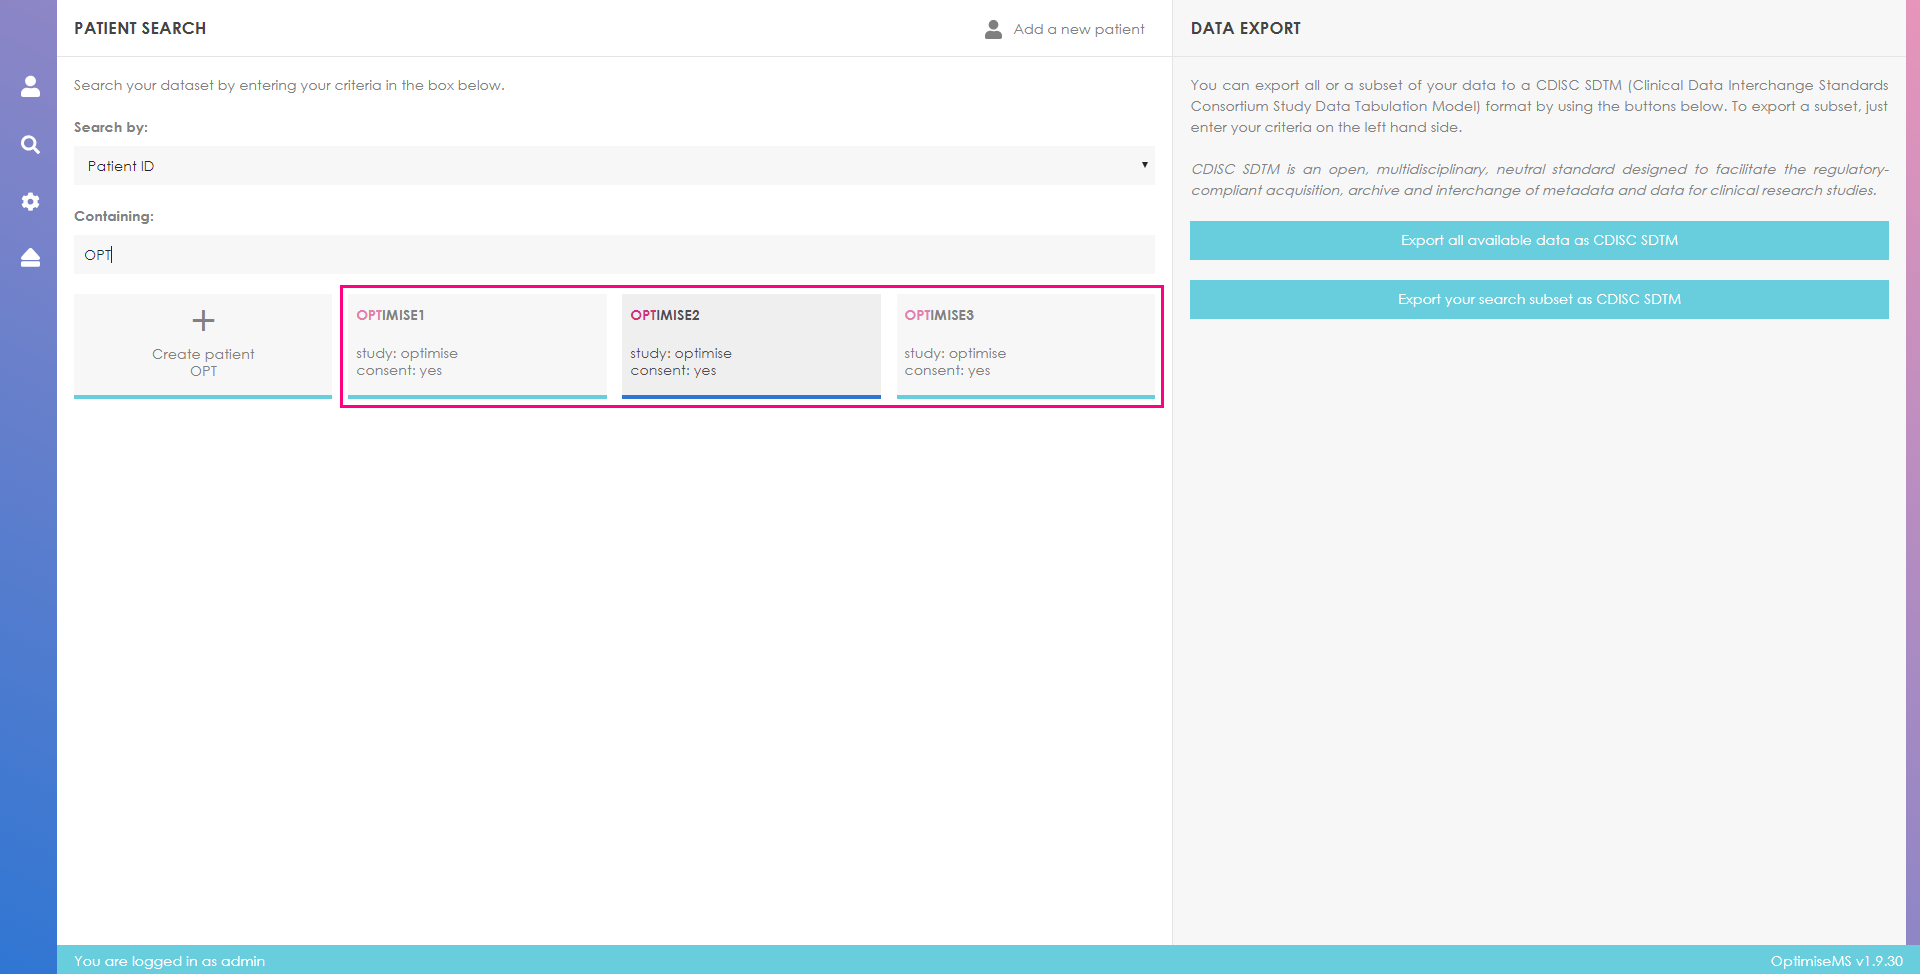 PATIENT SEARCH
Add a new patient
Search your dataset by entering your criteria in the box below.
Search by:
Patient ID
Containing:
OPT
Create patient
OPT
OPTIMISE1
study: optimise
consent: yes
OPTIMISE2
study: optimise
consent: yes
OPTIMISE3
study: optimise
consent: yes
DATA EXPORT
You can export all or a subset of your data to a CDISC SDTM (Clinical Data Interchange Standards
Consortium Study Data Tabulation Model) format by using the buttons below. To export a subset, just
enter your criteria on the left hand side.
CDISC SDTM is an open, multidisciplinary, neutral standard designed to facilitate the regulatory-
compliant acquisition, archive and interchange of metadata and data for clinical research studies.
Export all available data as CDISC SDTM
Export your search subset as CDISC SDTM
You are logged in as admin
OptimiseMS v1.9.30